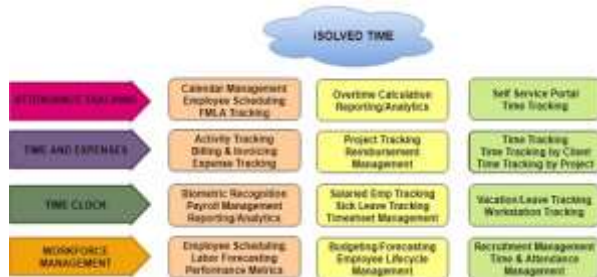 iSOLVED TIME
ATTENDANCE TRACKING
Calendar Management
Employee Scheduling
FMLA Tracking
Overtime Calculation
Reporting/Analytics
Self Service Portal
Time Tracking
TIME AND EXPENSES
Activity Tracking
Billing & Invoicing
Expense Tracking
Project Tracking
Reimbursement
Management
Time Tracking
Time Tracking by Client
Time Tracking by Project
TIME CLOCK
Biometric Recognition
Payroll Management
Reporting/Analytics
Salaried Emp Tracking
Sick Leave Tracking
Timesheet Management
Vacation/Leave Tracking
Workstation Tracking
WORKFORCE
MANAGEMENT
Employee Scheduling
Labor Forecasting
Performance Metrics
Budgeting/Forecasting
Employee Lifecycle
Management
Recruitment Management
Time & Attendance
Management